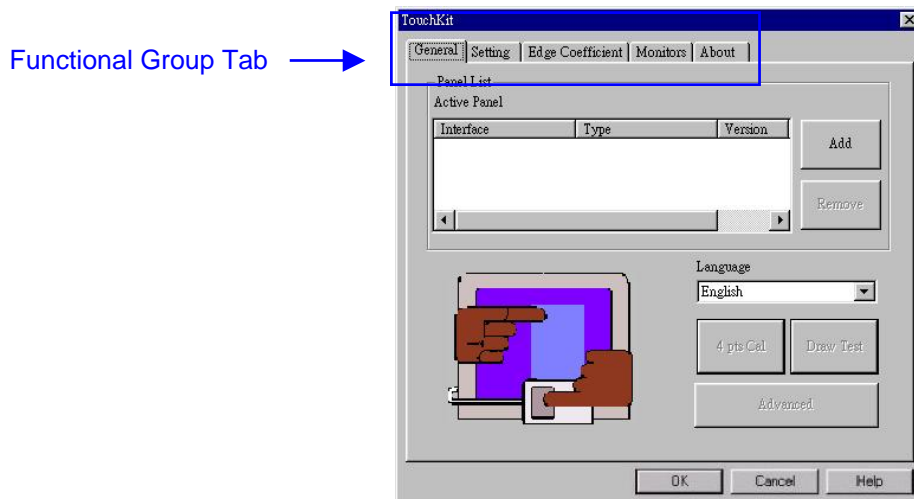 TouchKit
Functional Group Tab
General Setting Edge Coefficient Monitors About
Panel List
Active Panel
Interface Type Version
Add
Remove
Language
English
4 pts Cal Draw Test
Advanced
OK Cancel Help